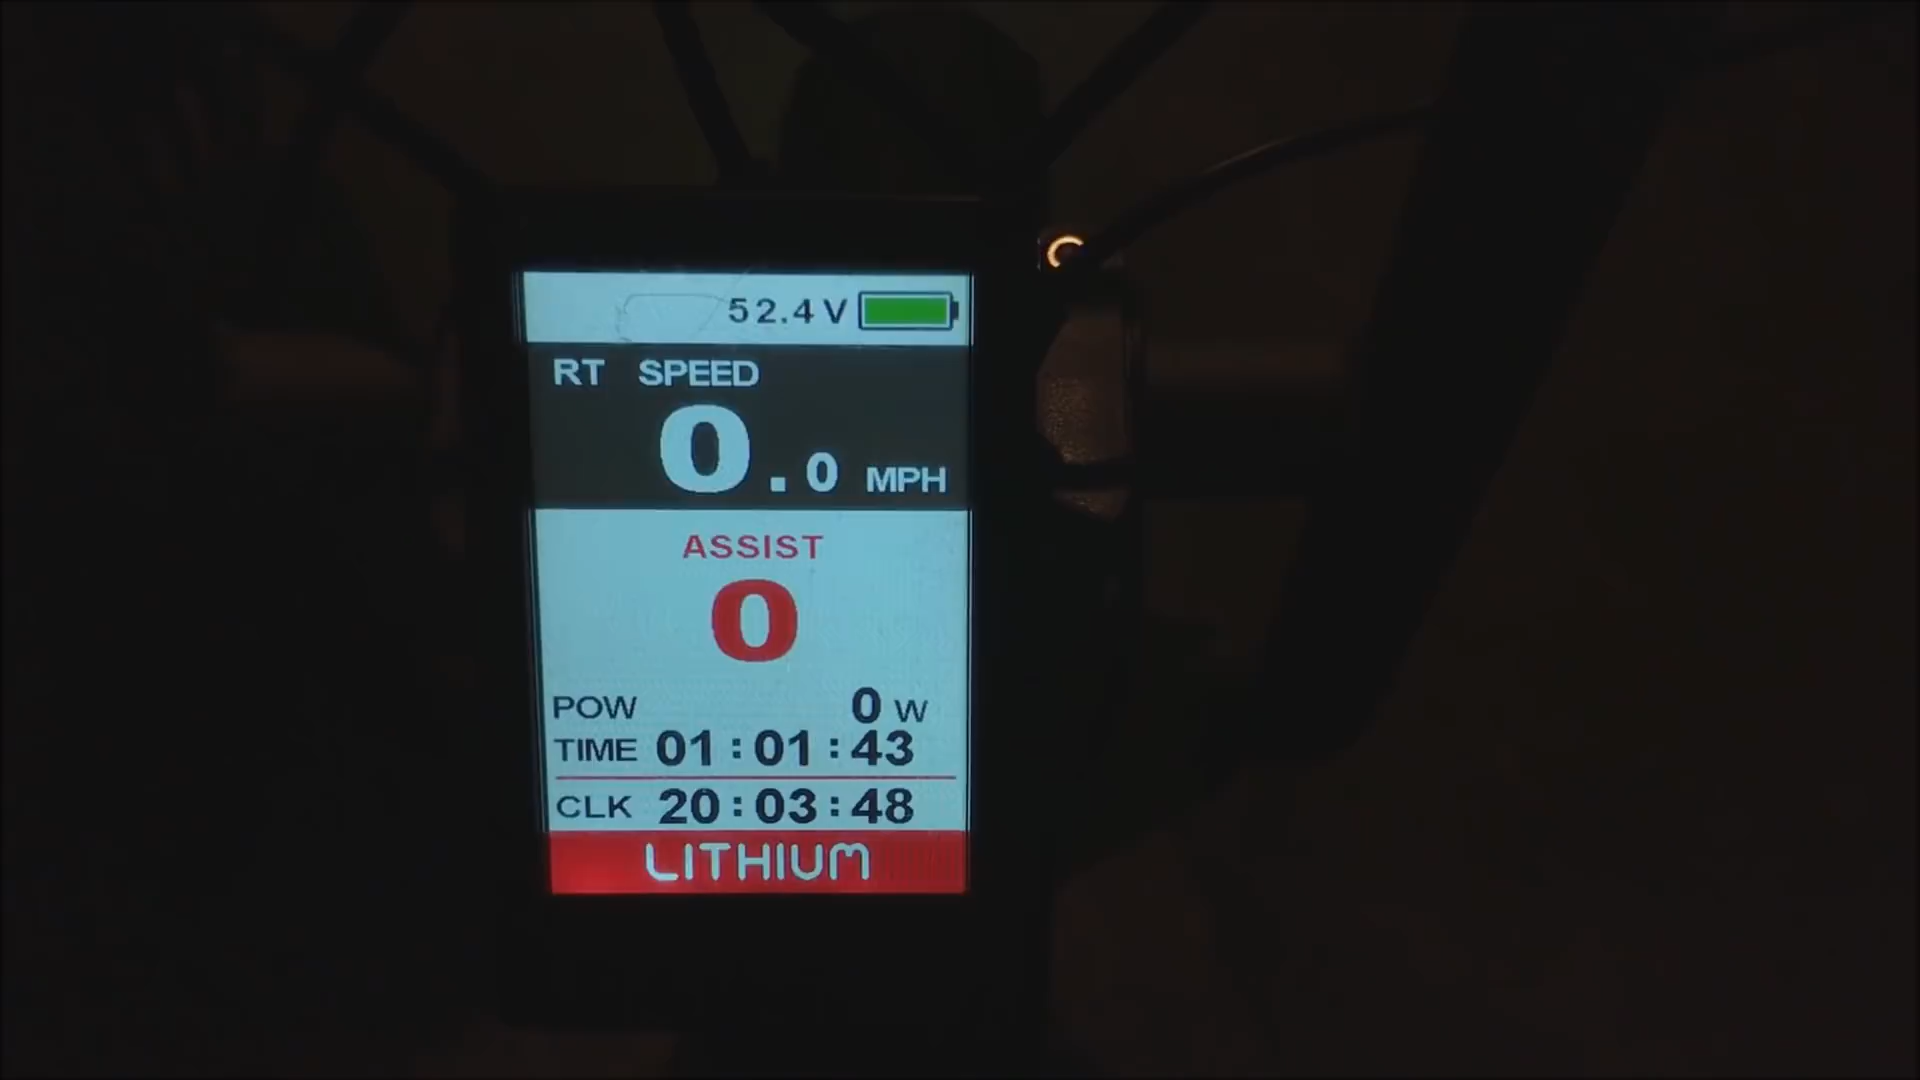 52.4 V
RT SPEED
0.0 MPH
ASSIST
0
POW 0 W
TIME 01:01:43
CLK 20:03:48
LITHIUM